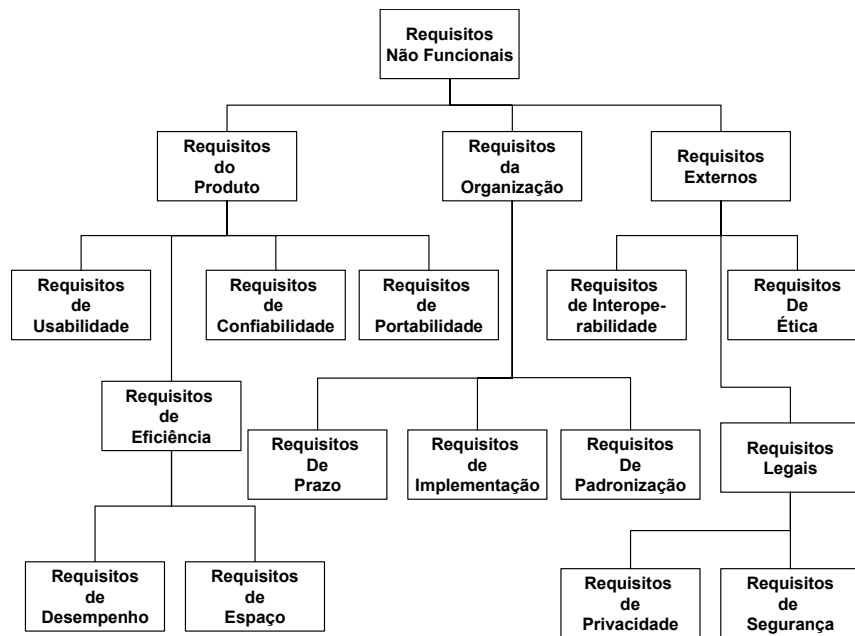 Requisitos
Não Funcionais
Requisitos
do
Produto
Requisitos
da
Organização
Requisitos
Externos
Requisitos
de
Usabilidade
Requisitos
de
Confiabilidade
Requisitos
de
Portabilidade
Requisitos
de Interope-
rabilidade
Requisitos
De
Ética
Requisitos
de
Eficiência
Requisitos
De
Prazo
Requisitos
de
Implementação
Requisitos
De
Padronização
Requisitos
Legais
Requisitos
de
Desempenho
Requisitos
de
Espaço
Requisitos
de
Privacidade
Requisitos
de
Segurança